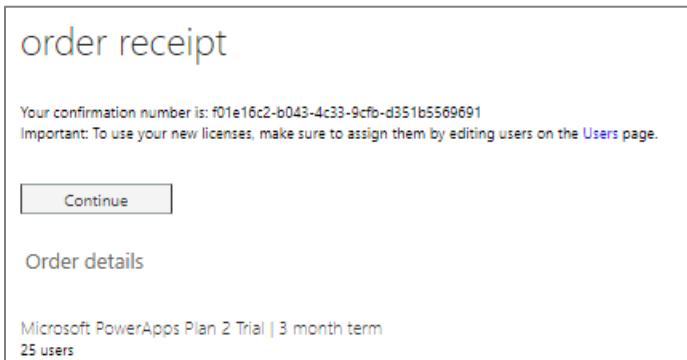 order receipt
Your confirmation number is: f01e16c2-b043-4c33-9cfb-d351b5569691
Important: To use your new licenses, make sure to assign them by editing users on the Users page.
Continue
Order details
Microsoft PowerApps Plan 2 Trial | 3 month term
25 users